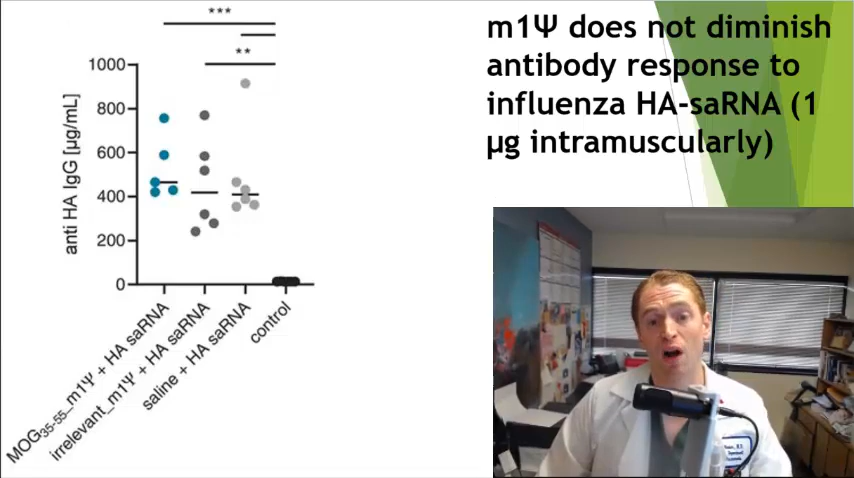 m1Ψ does not diminish
antibody response to
influenza HA-saRNA (1
µg intramuscularly)
***
**
anti HA IgG [µg/mL]
1000
800
600
400
200
0
MOG35-55_m1Ψ + HA saRNA
irrelevant_m1Ψ + HA saRNA
saline + HA saRNA
control